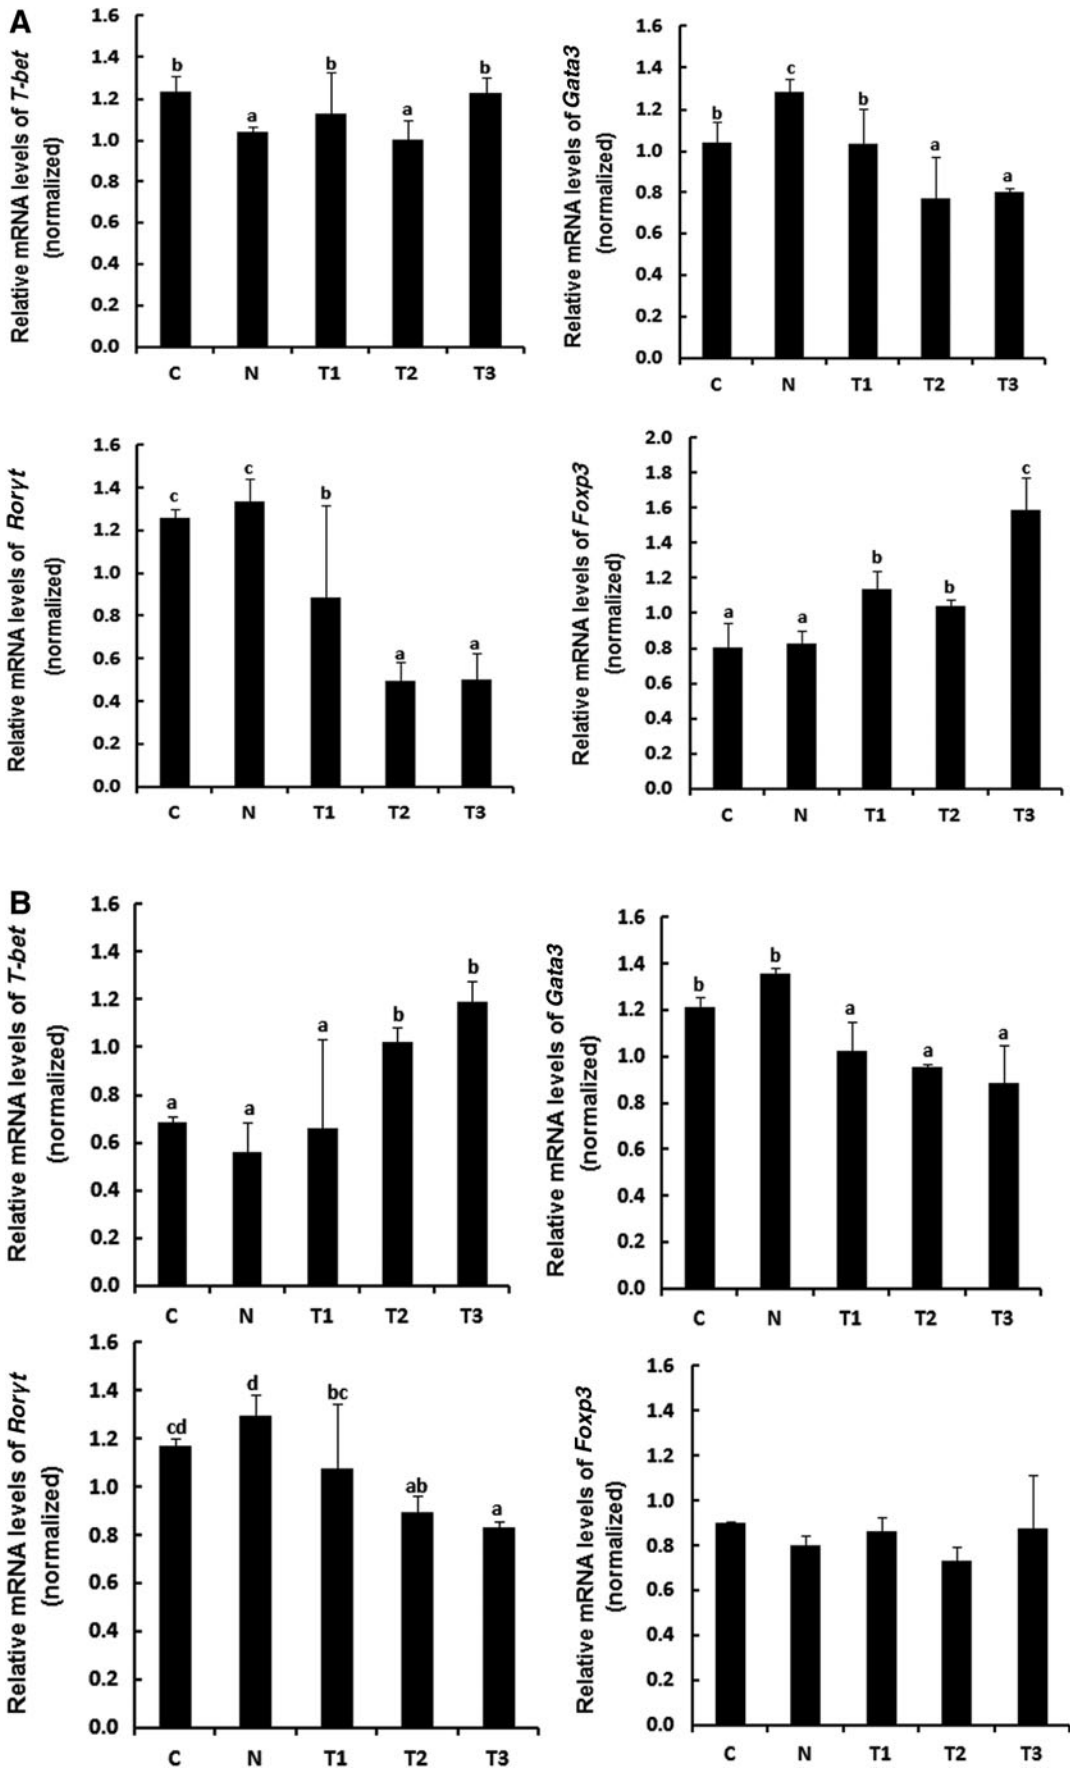 A
Relative mRNA levels of T-bet
(normalized)
1.6
1.4
1.2
1.0
0.8
0.6
0.4
0.2
0.0
b
a
b
a
b
C N T1 T2 T3
Relative mRNA levels of Gata3
(normalized)
1.6
1.4
1.2
1.0
0.8
0.6
0.4
0.2
0.0
b
c
b
a
a
C N T1 T2 T3
Relative mRNA levels of Rorγt
(normalized)
1.6
1.4
1.2
1.0
0.8
0.6
0.4
0.2
0.0
c
c
b
a
a
C N T1 T2 T3
Relative mRNA levels of Foxp3
(normalized)
2.0
1.8
1.6
1.4
1.2
1.0
0.8
0.6
0.4
0.2
0.0
a
a
b
b
c
C N T1 T2 T3
B
Relative mRNA levels of T-bet
(normalized)
1.6
1.4
1.2
1.0
0.8
0.6
0.4
0.2
0.0
a
a
a
b
b
C N T1 T2 T3
Relative mRNA levels of Gata3
(normalized)
1.6
1.4
1.2
1.0
0.8
0.6
0.4
0.2
0.0
b
b
a
a
a
C N T1 T2 T3
Relative mRNA levels of Rorγt
(normalized)
1.6
1.4
1.2
1.0
0.8
0.6
0.4
0.2
0.0
cd
d
bc
ab
a
C N T1 T2 T3
Relative mRNA levels of Foxp3
(normalized)
1.6
1.4
1.2
1.0
0.8
0.6
0.4
0.2
0.0
C N T1 T2 T3